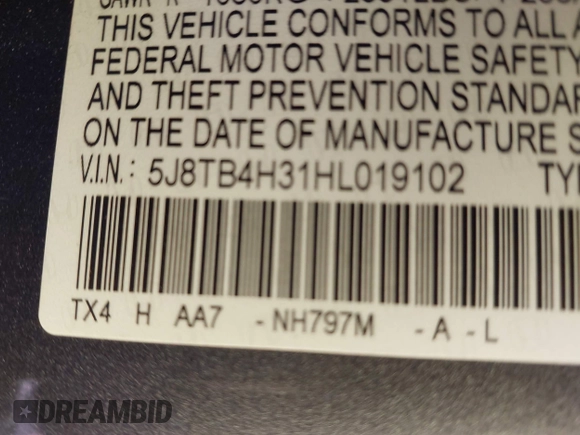 THIS VEHICLE CONFORMS TO ALL A
FEDERAL MOTOR VEHICLE SAFETY
AND THEFT PREVENTION STANDAR
ON THE DATE OF MANUFACTURE S
V.I.N.: 5J8TB4H31HL019102 TY
TX4 H AA7 -NH797M -A-L
DREAMBID